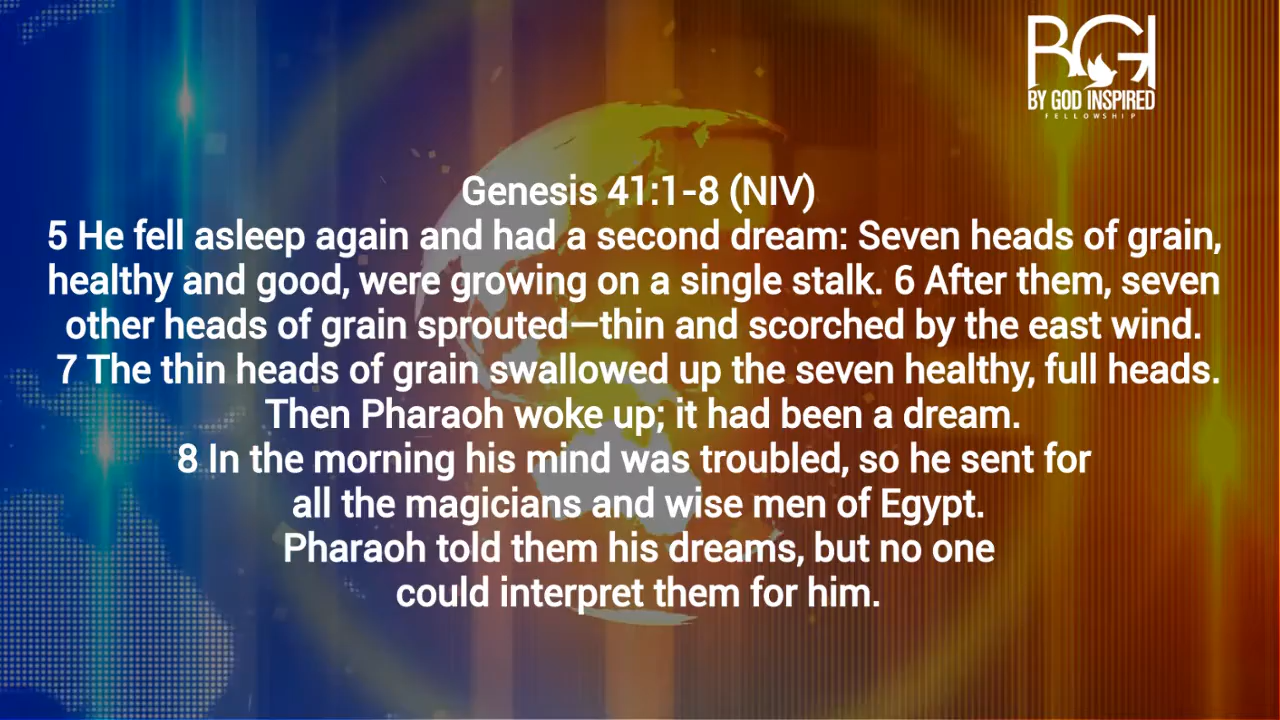 BGI
BY GOD INSPIRED
FELLOWSHIP
Genesis 41:1-8 (NIV)
5 He fell asleep again and had a second dream: Seven heads of grain,
healthy and good, were growing on a single stalk. 6 After them, seven
other heads of grain sprouted—thin and scorched by the east wind.
7 The thin heads of grain swallowed up the seven healthy, full heads.
Then Pharaoh woke up; it had been a dream.
8 In the morning his mind was troubled, so he sent for
all the magicians and wise men of Egypt.
Pharaoh told them his dreams, but no one
could interpret them for him.